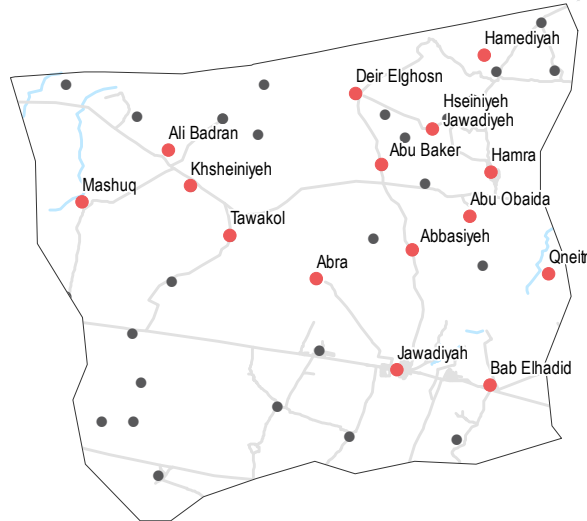 Hamediyah
Deir Elghosn
Hseiniyeh
Jawadiyeh
Ali Badran
Abu Baker
Hamra
Khsheiniyeh
Mashuq
Abu Obaida
Tawakol
Abbasiyeh
Abra
Qneitr
Jawadiyah
Bab Elhadid